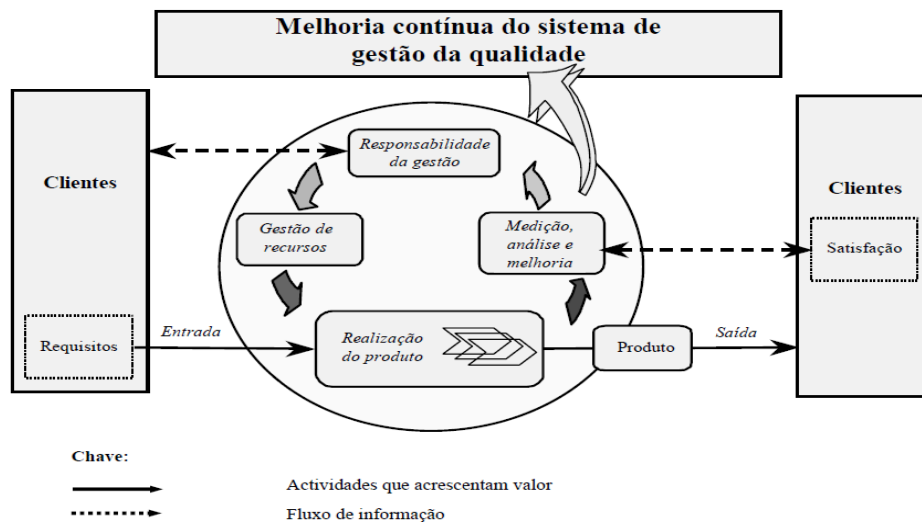 Melhoria contínua do sistema de
gestão da qualidade
Clientes
Requisitos
Entrada
Responsabilidade
da gestão
Gestão de
recursos
Medição,
análise e
melhoria
Realização
do produto
Produto
Saída
Clientes
Satisfação
Chave:
Actividades que acrescentam valor
Fluxo de informação